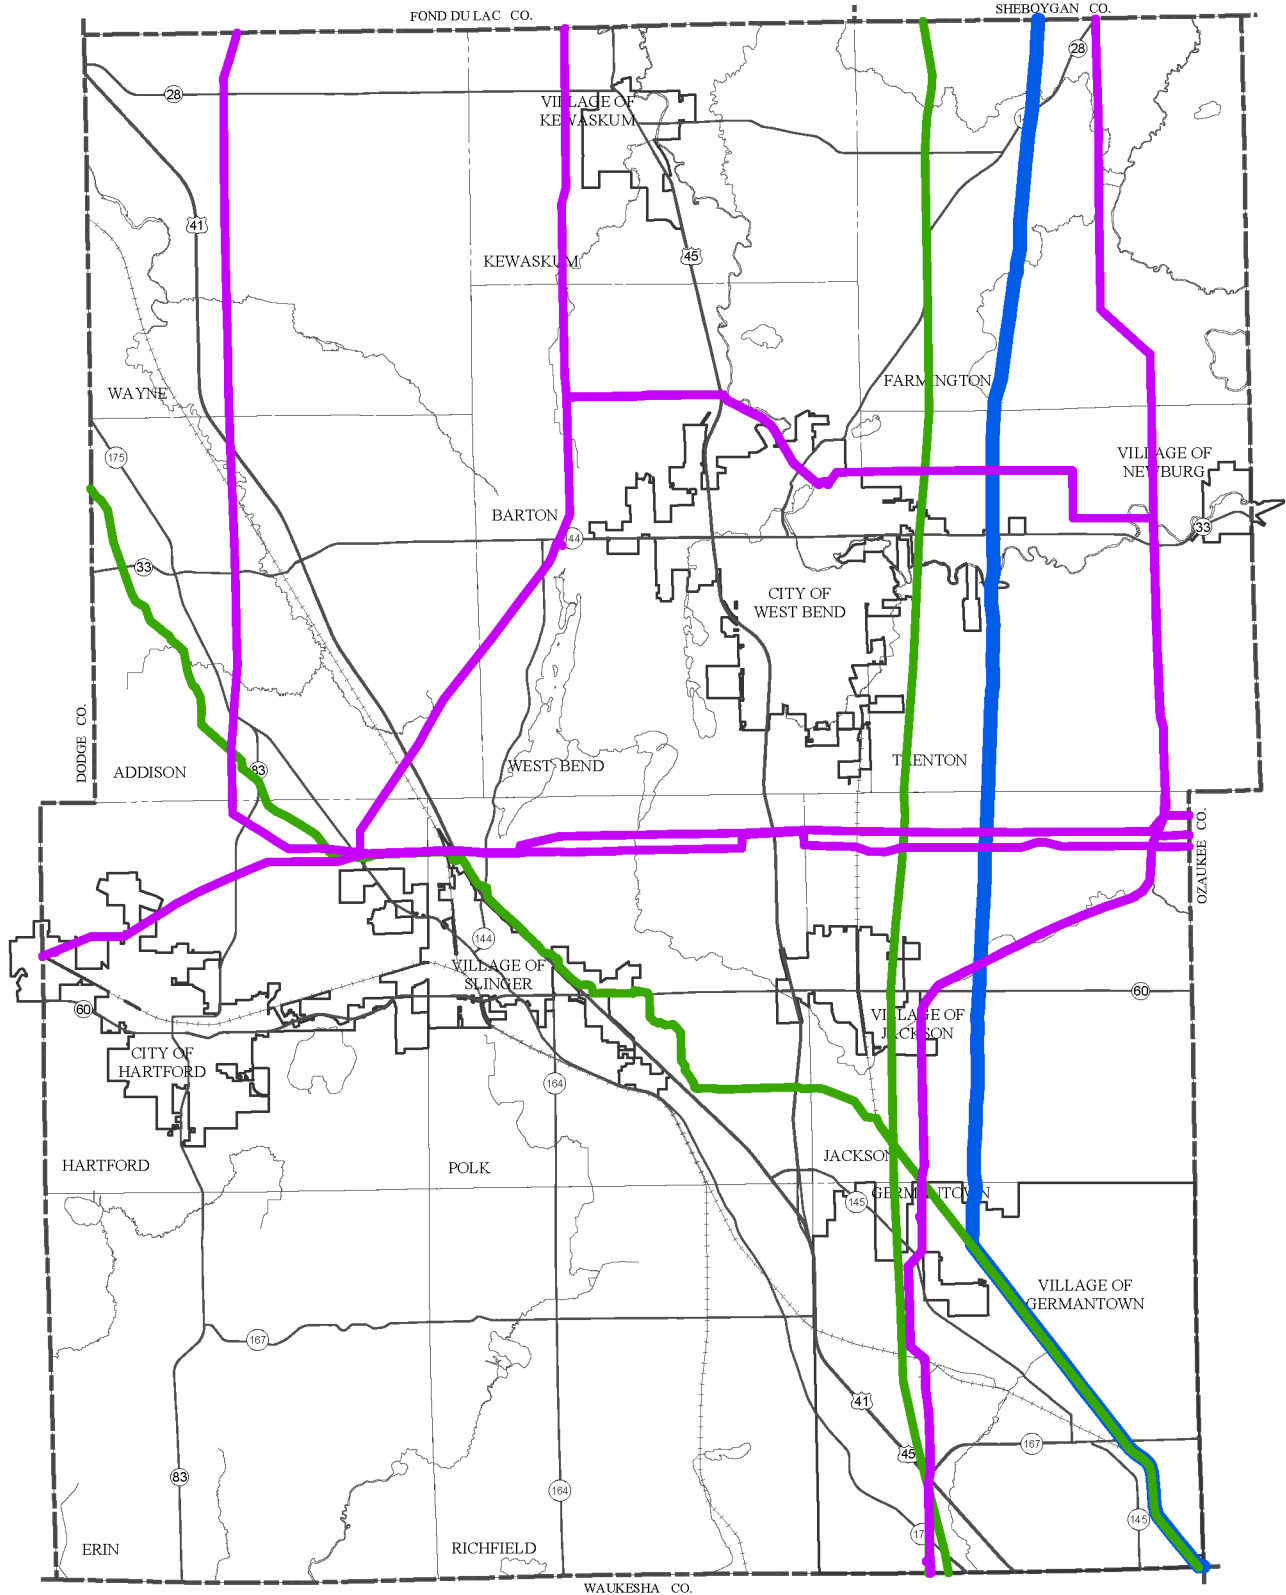 FOND DU LAC CO.
SHEBOYGAN CO.
28
28
VILLAGE OF
KEWASKUM
41
45
KEWASKUM
WAYNE
FARMINGTON
175
VILLAGE OF
NEWBURG
BARTON
33
44
33
CITY OF
WEST BEND
DODGE CO.
ADDISON
83
WEST BEND
TRENTON
OZAUKEE CO.
144
VILLAGE OF
SLINGER
60
60
VILLAGE OF
JACKSON
CITY OF
HARTFORD
164
HARTFORD
POLK
JACKSON
GERMANTOWN
145
VILLAGE OF
GERMANTOWN
167
41
45
167
83
164
145
17
ERIN
RICHFIELD
WAUKESHA CO.